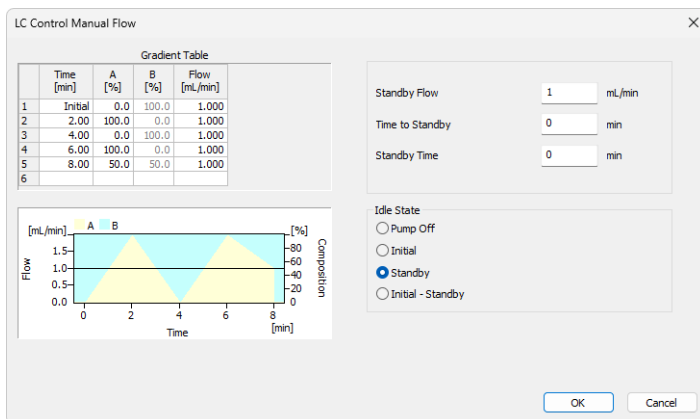 LC Control Manual Flow
Gradient Table
Time [min] A [%] B [%] Flow [mL/min]
1 Initial 0.0 100.0 1.000
2 2.00 100.0 0.0 1.000
3 4.00 0.0 100.0 1.000
4 6.00 100.0 0.0 1.000
5 8.00 50.0 50.0 1.000
6
Standby Flow 1 mL/min
Time to Standby 0 min
Standby Time 0 min
[mL/min] A B [%]
1.5 80
1.0 60
40
0.5 20
0.0 0
Flow
Composition
0 2 4 6 8
Time [min]
Idle State
Pump Off
Initial
Standby
Initial - Standby
OK Cancel